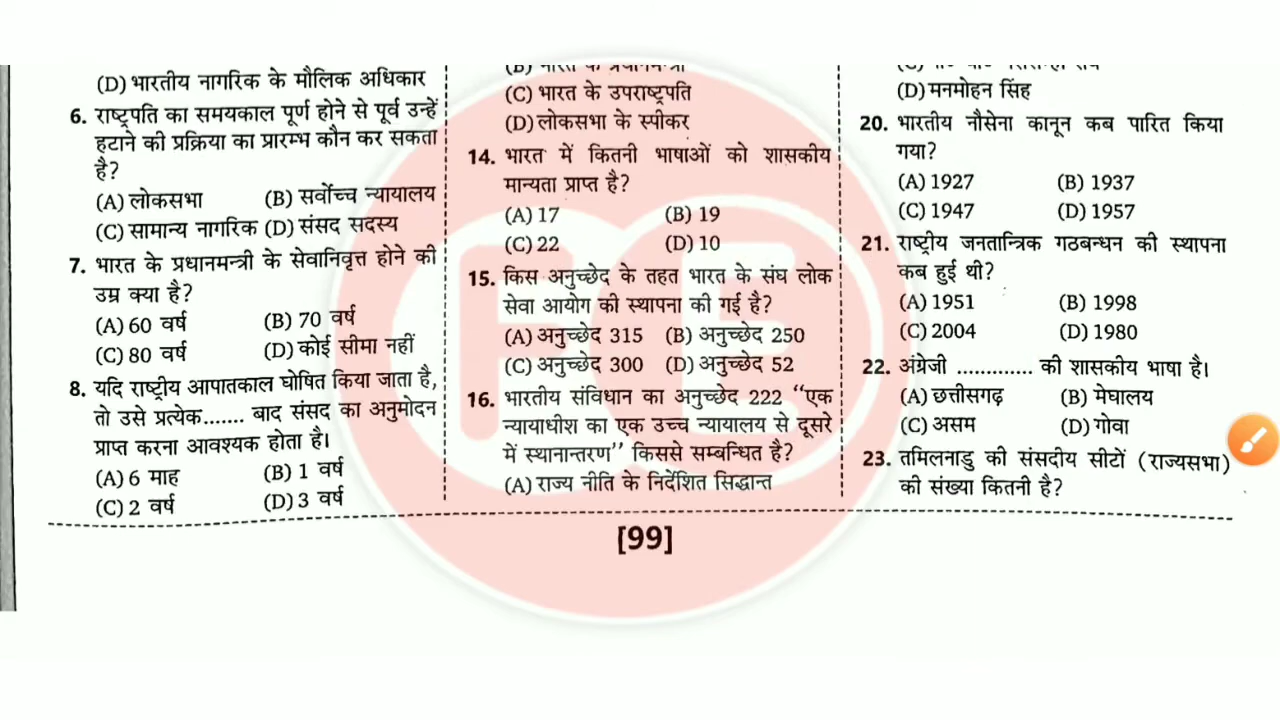 (D) भारतीय नागरिक के मौलिक अधिकार
6. राष्ट्रपति का समयकाल पूर्ण होने से पूर्व उन्हें
हटाने की प्रक्रिया का प्रारम्भ कौन कर सकता
है?
(A) लोकसभा (B) सर्वोच्च न्यायालय
(C) सामान्य नागरिक (D) संसद सदस्य
7. भारत के प्रधानमन्त्री के सेवानिवृत्त होने की
उम्र क्या है?
(A) 60 वर्ष (B) 70 वर्ष
(C) 80 वर्ष (D) कोई सीमा नहीं
8. यदि राष्ट्रीय आपातकाल घोषित किया जाता है,
तो उसे प्रत्येक....... बाद संसद का अनुमोदन
प्राप्त करना आवश्यक होता है।
(A) 6 माह (B) 1 वर्ष
(C) 2 वर्ष (D) 3 वर्ष
(B) भारत के प्रधानमन्त्री
(C) भारत के उपराष्ट्रपति
(D) लोकसभा के स्पीकर
14. भारत में कितनी भाषाओं को शासकीय
मान्यता प्राप्त है?
(A) 17 (B) 19
(C) 22 (D) 10
15. किस अनुच्छेद के तहत भारत के संघ लोक
सेवा आयोग की स्थापना की गई है?
(A) अनुच्छेद 315 (B) अनुच्छेद 250
(C) अनुच्छेद 300 (D) अनुच्छेद 52
16. भारतीय संविधान का अनुच्छेद 222 “एक
न्यायाधीश का एक उच्च न्यायालय से दूसरे
में स्थानान्तरण” किससे सम्बन्धित है?
(A) राज्य नीति के निर्देशित सिद्धान्त
(D) मनमोहन सिंह
20. भारतीय नौसेना कानून कब पारित किया
गया?
(A) 1927 (B) 1937
(C) 1947 (D) 1957
21. राष्ट्रीय जनतान्त्रिक गठबन्धन की स्थापना
कब हुई थी?
(A) 1951 (B) 1998
(C) 2004 (D) 1980
22. अंग्रेजी ............. की शासकीय भाषा है।
(A) छत्तीसगढ़ (B) मेघालय
(C) असम (D) गोवा
23. तमिलनाडु की संसदीय सीटों (राज्यसभा)
की संख्या कितनी है?
[99]